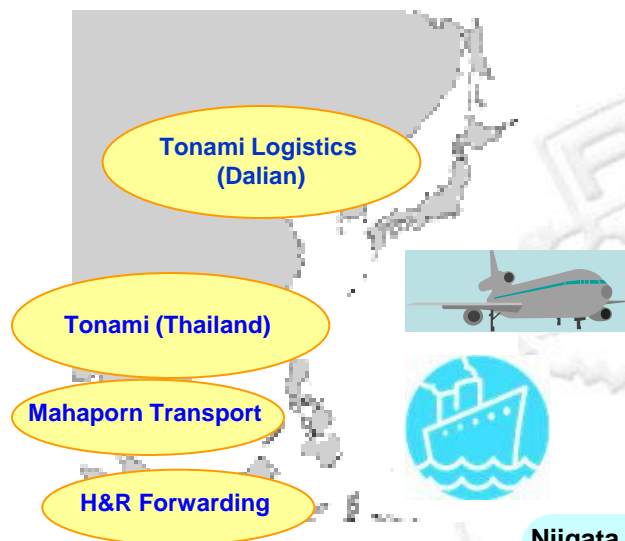 Tonami Logistics
(Dalian)
Tonami (Thailand)
Mahaporn Transport
H&R Forwarding
Niigata